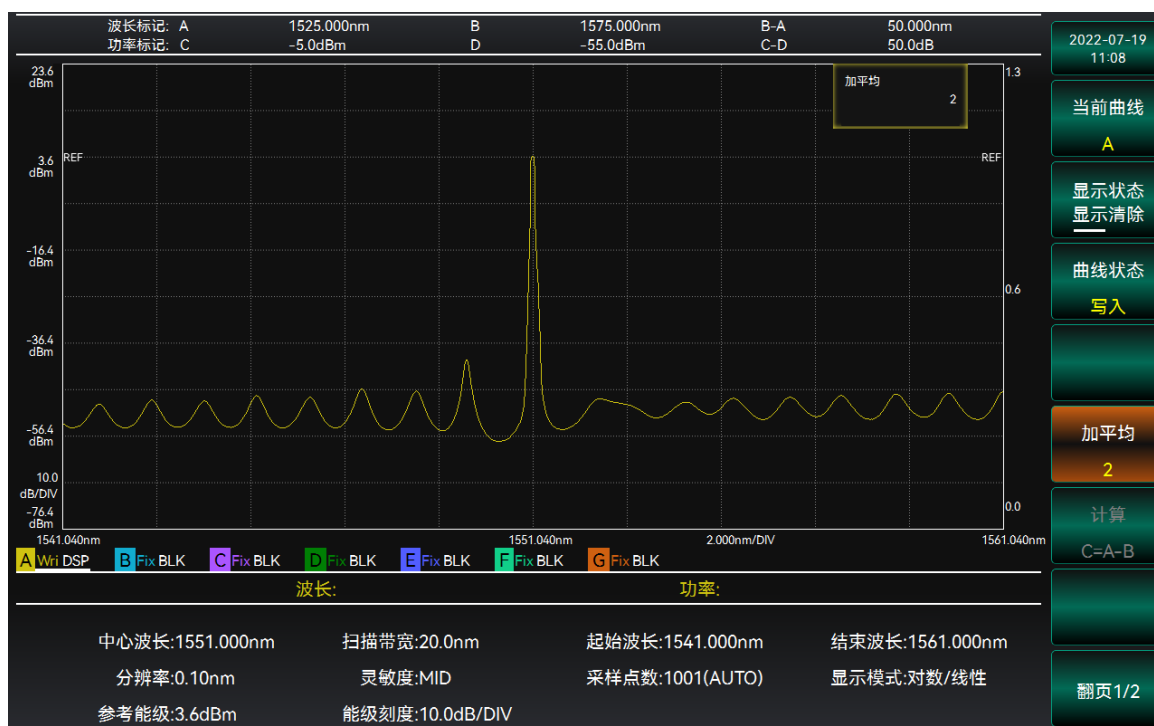 波长标记: A 1525.000nm B 1575.000nm B-A 50.000nm
功率标记: C -5.0dBm D -55.0dBm C-D 50.0dB
2022-07-19
11:08
23.6
dBm
1.3
加平均
2
当前曲线
A
3.6
dBm
REF
REF
显示状态
显示清除
-16.4
dBm
0.6
曲线状态
写入
-36.4
dBm
-56.4
dBm
加平均
2
10.0
dB/DIV
-76.4
dBm
0.0
计算
C=A-B
1541.040nm 1551.040nm 2.000nm/DIV 1561.040nm
A Wri DSP B Fix BLK C Fix BLK D Fix BLK E Fix BLK F Fix BLK G Fix BLK
波长: 功率:
中心波长:1551.000nm 扫描带宽:20.0nm 起始波长:1541.000nm 结束波长:1561.000nm
分辨率:0.10nm 灵敏度:MID 采样点数:1001(AUTO) 显示模式:对数/线性
参考能级:3.6dBm 能级刻度:10.0dB/DIV
翻页1/2